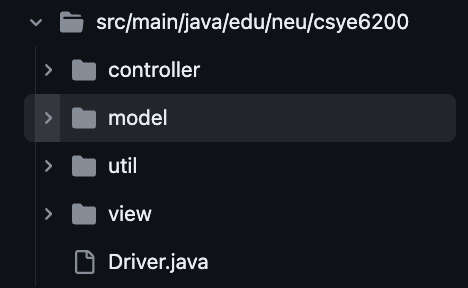 src/main/java/edu/neu/csye6200
controller
model
util
view
Driver.java